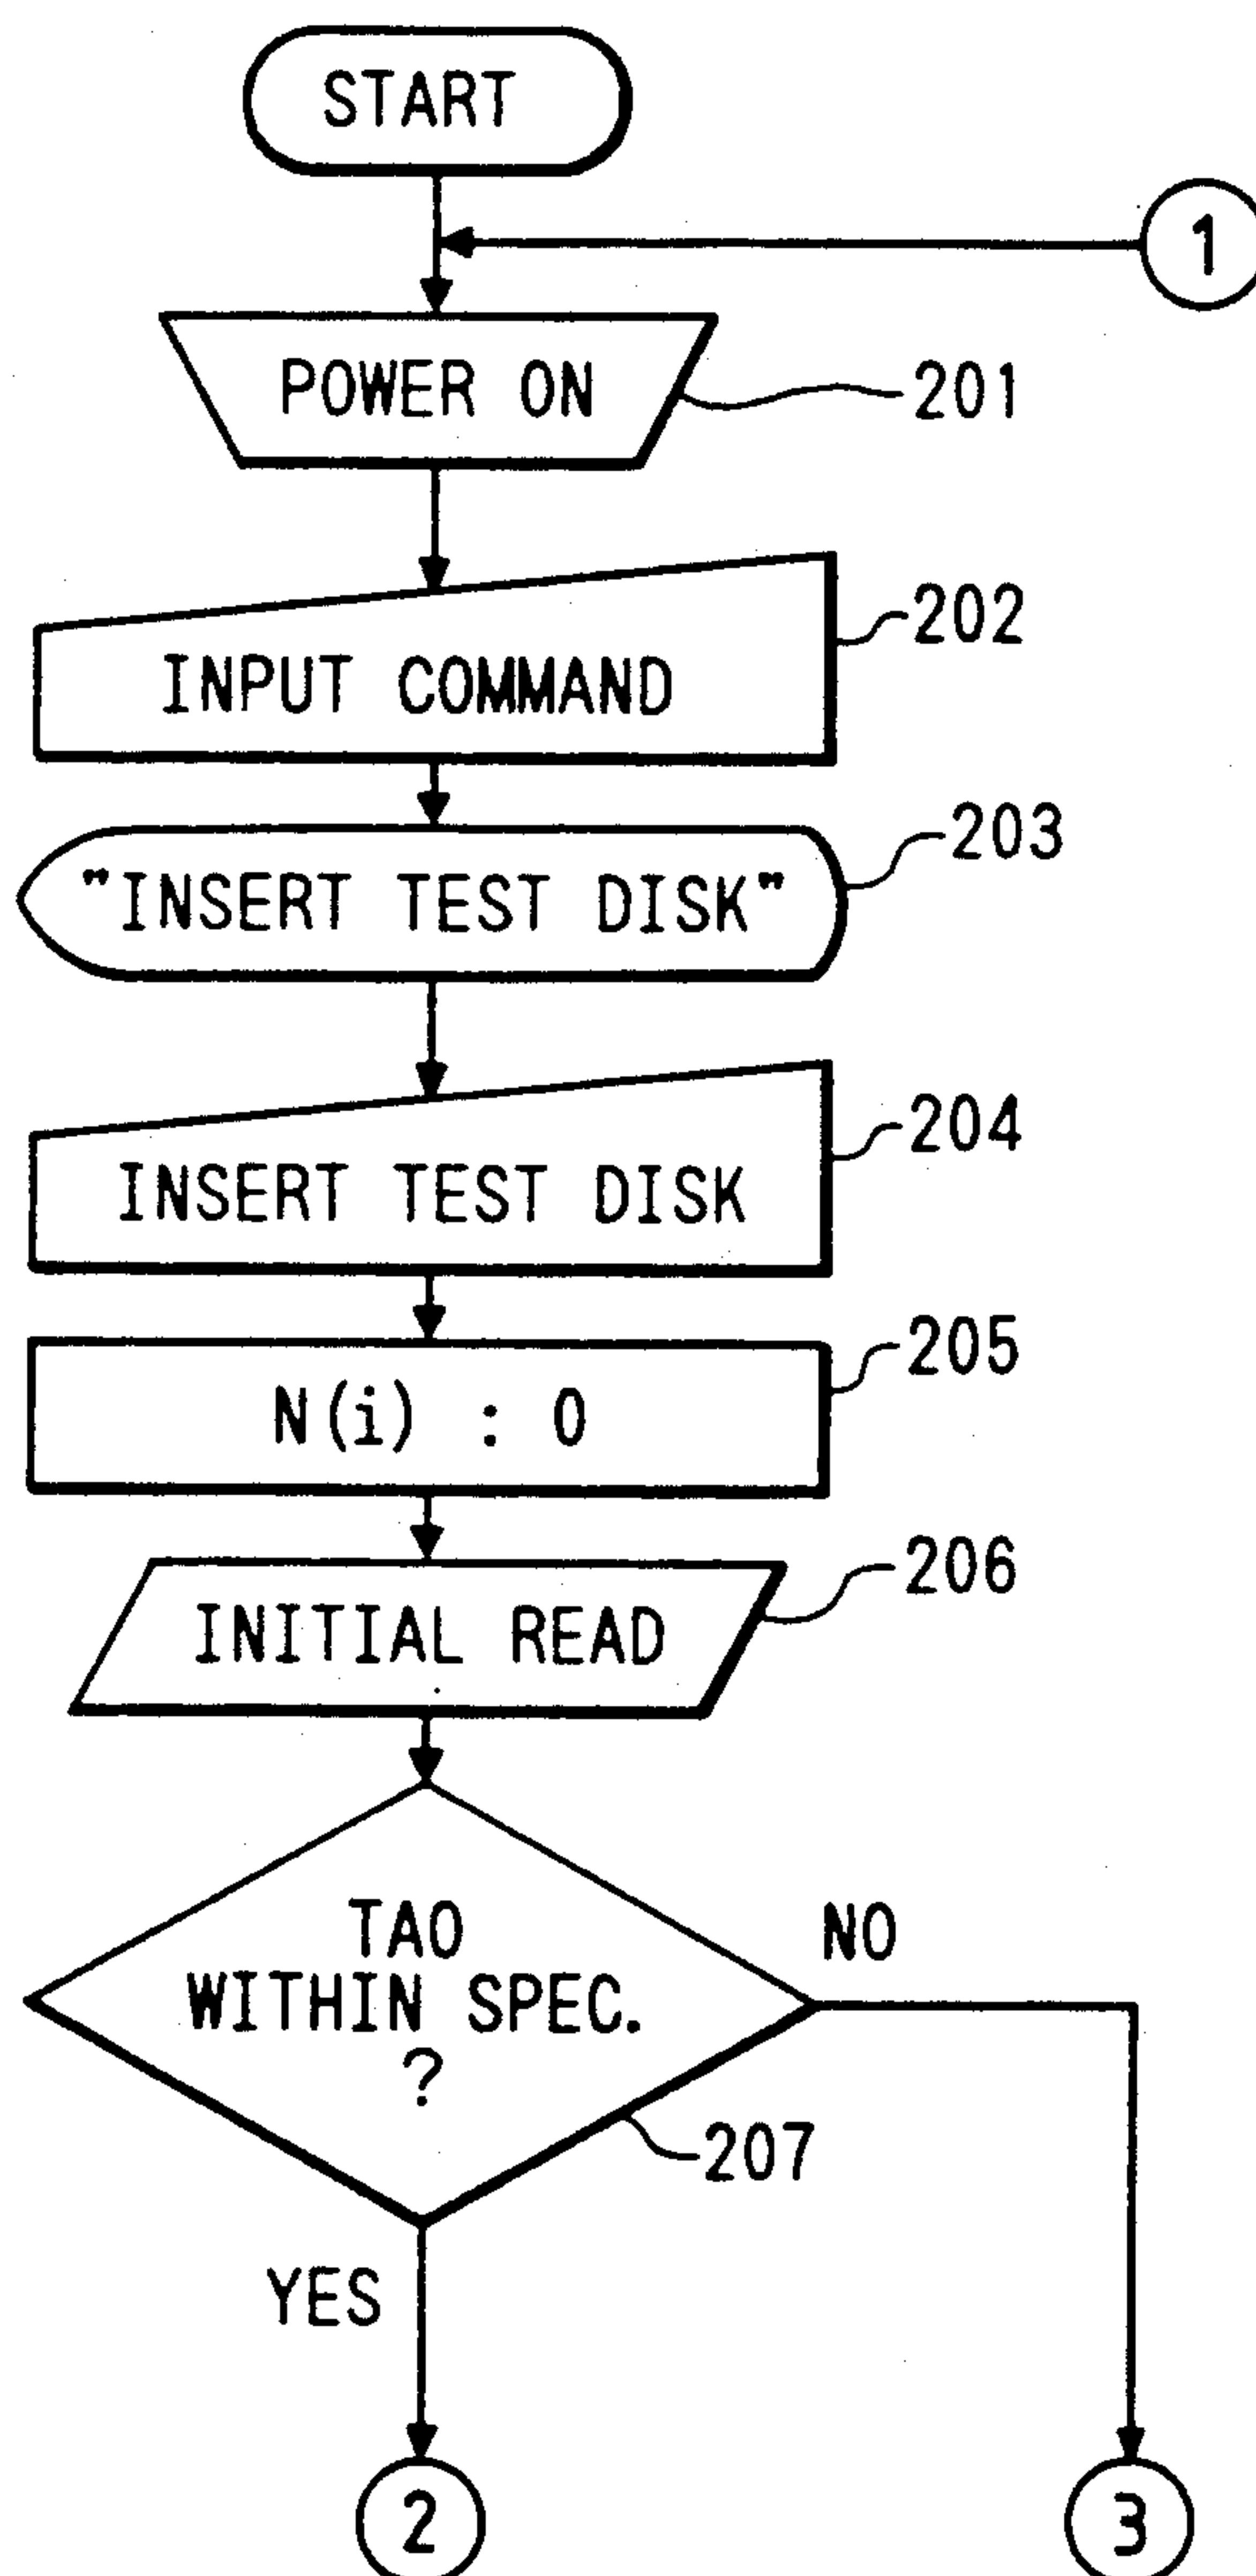 START
1
POWER ON
201
202
INPUT COMMAND
203
"INSERT TEST DISK"
204
INSERT TEST DISK
205
N(i) : 0
206
INITIAL READ
TAO
WITHIN SPEC.
?
NO
207
YES
2
3